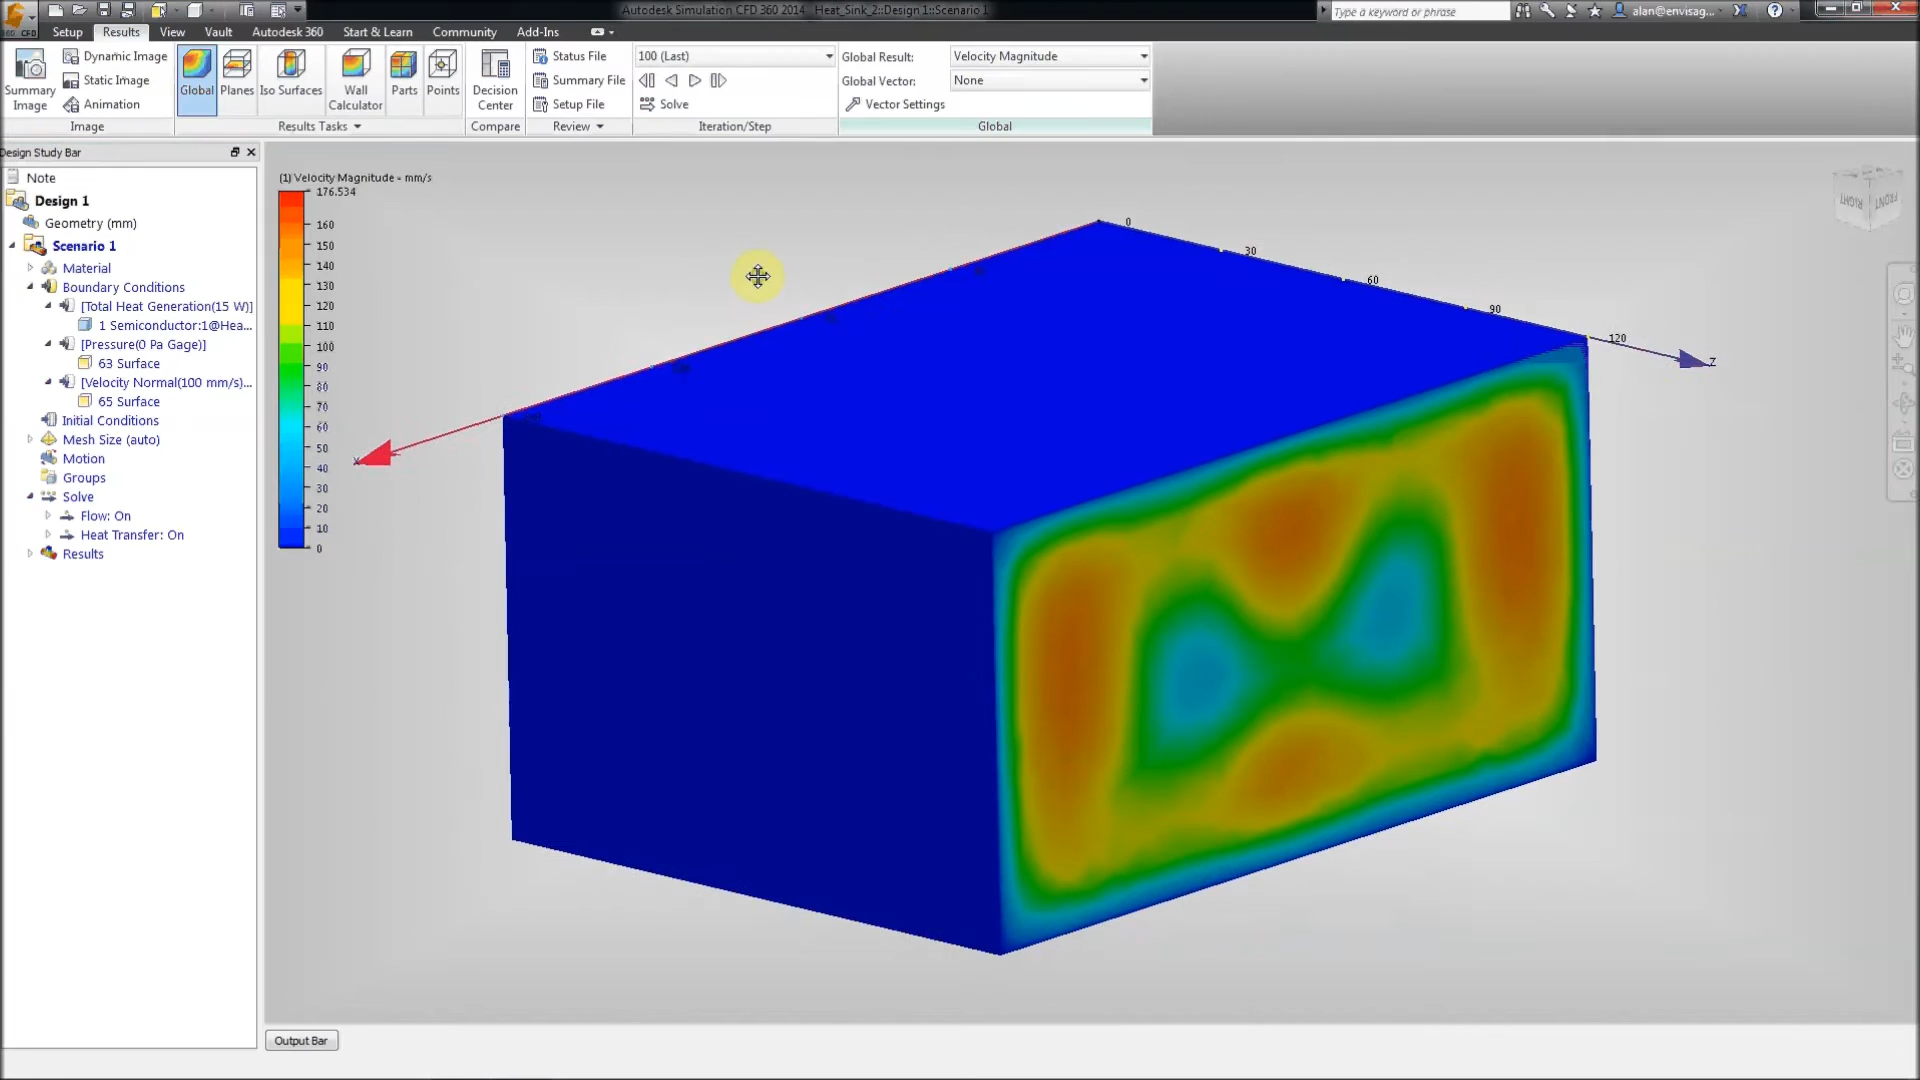 Autodesk Simulation CFD 360 2014 Heat_Sink_2::Design 1::Scenario 1
Type a keyword or phrase
alan@envisag...
360. CFD
Setup Results View Vault Autodesk 360 Start & Learn Community Add-Ins
Summary Image
Dynamic Image
Static Image
Animation
Image
Global
Planes
Iso Surfaces
Wall Calculator
Parts
Points
Results Tasks
Decision Center
Compare
Status File
Summary File
Setup File
Review
100 (Last)
Solve
Iteration/Step
Global Result: Velocity Magnitude
Global Vector: None
Vector Settings
Global
Design Study Bar
Note
Design 1
Geometry (mm)
Scenario 1
Material
Boundary Conditions
[Total Heat Generation(15 W)]
1 Semiconductor:1@Hea...
[Pressure(0 Pa Gage)]
63 Surface
[Velocity Normal(100 mm/s)...
65 Surface
Initial Conditions
Mesh Size (auto)
Motion
Groups
Solve
Flow: On
Heat Transfer: On
Results
(1) Velocity Magnitude - mm/s
176.534
160
150
140
130
120
110
100
90
80
70
60
50
40
30
20
10
0
0
30
60
90
120
Z
X
RIGHT
FRONT
Output Bar